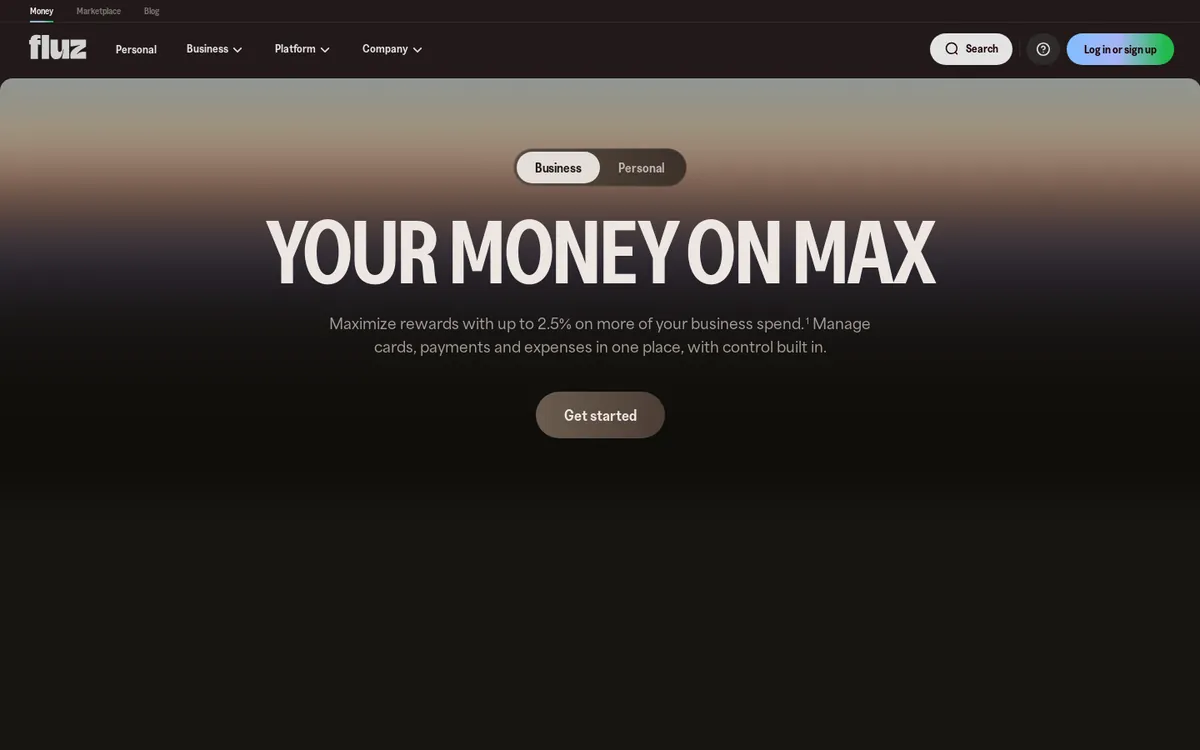 Money Marketplace Blog
fluz Personal Business Platform Company Search Log in or sign up
Business Personal
YOUR MONEY ON MAX
Maximize rewards with up to 2.5% on more of your business spend.¹ Manage
cards, payments and expenses in one place, with control built in.
Get started